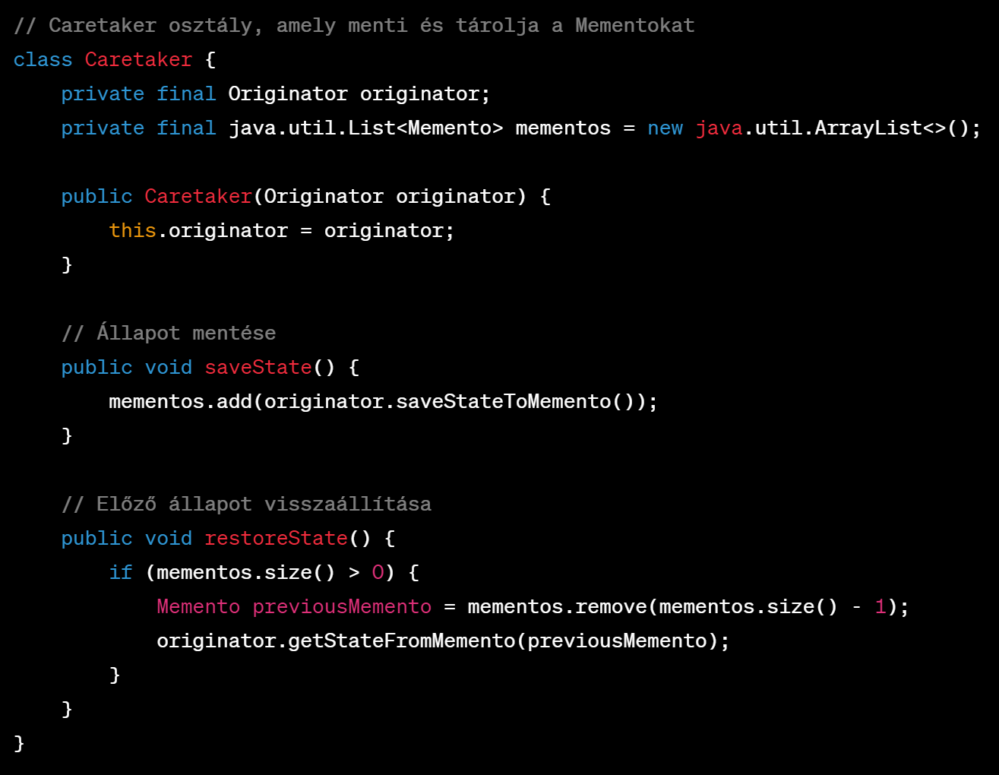 // Caretaker osztály, amely menti és tárolja a Mementokat
class Caretaker {
    private final Originator originator;
    private final java.util.List<Memento> mementos = new java.util.ArrayList<>();

    public Caretaker(Originator originator) {
        this.originator = originator;
    }

    // Állapot mentése
    public void saveState() {
        mementos.add(originator.saveStateToMemento());
    }

    // Előző állapot visszaállítása
    public void restoreState() {
        if (mementos.size() > 0) {
            Memento previousMemento = mementos.remove(mementos.size() - 1);
            originator.getStateFromMemento(previousMemento);
        }
    }
}